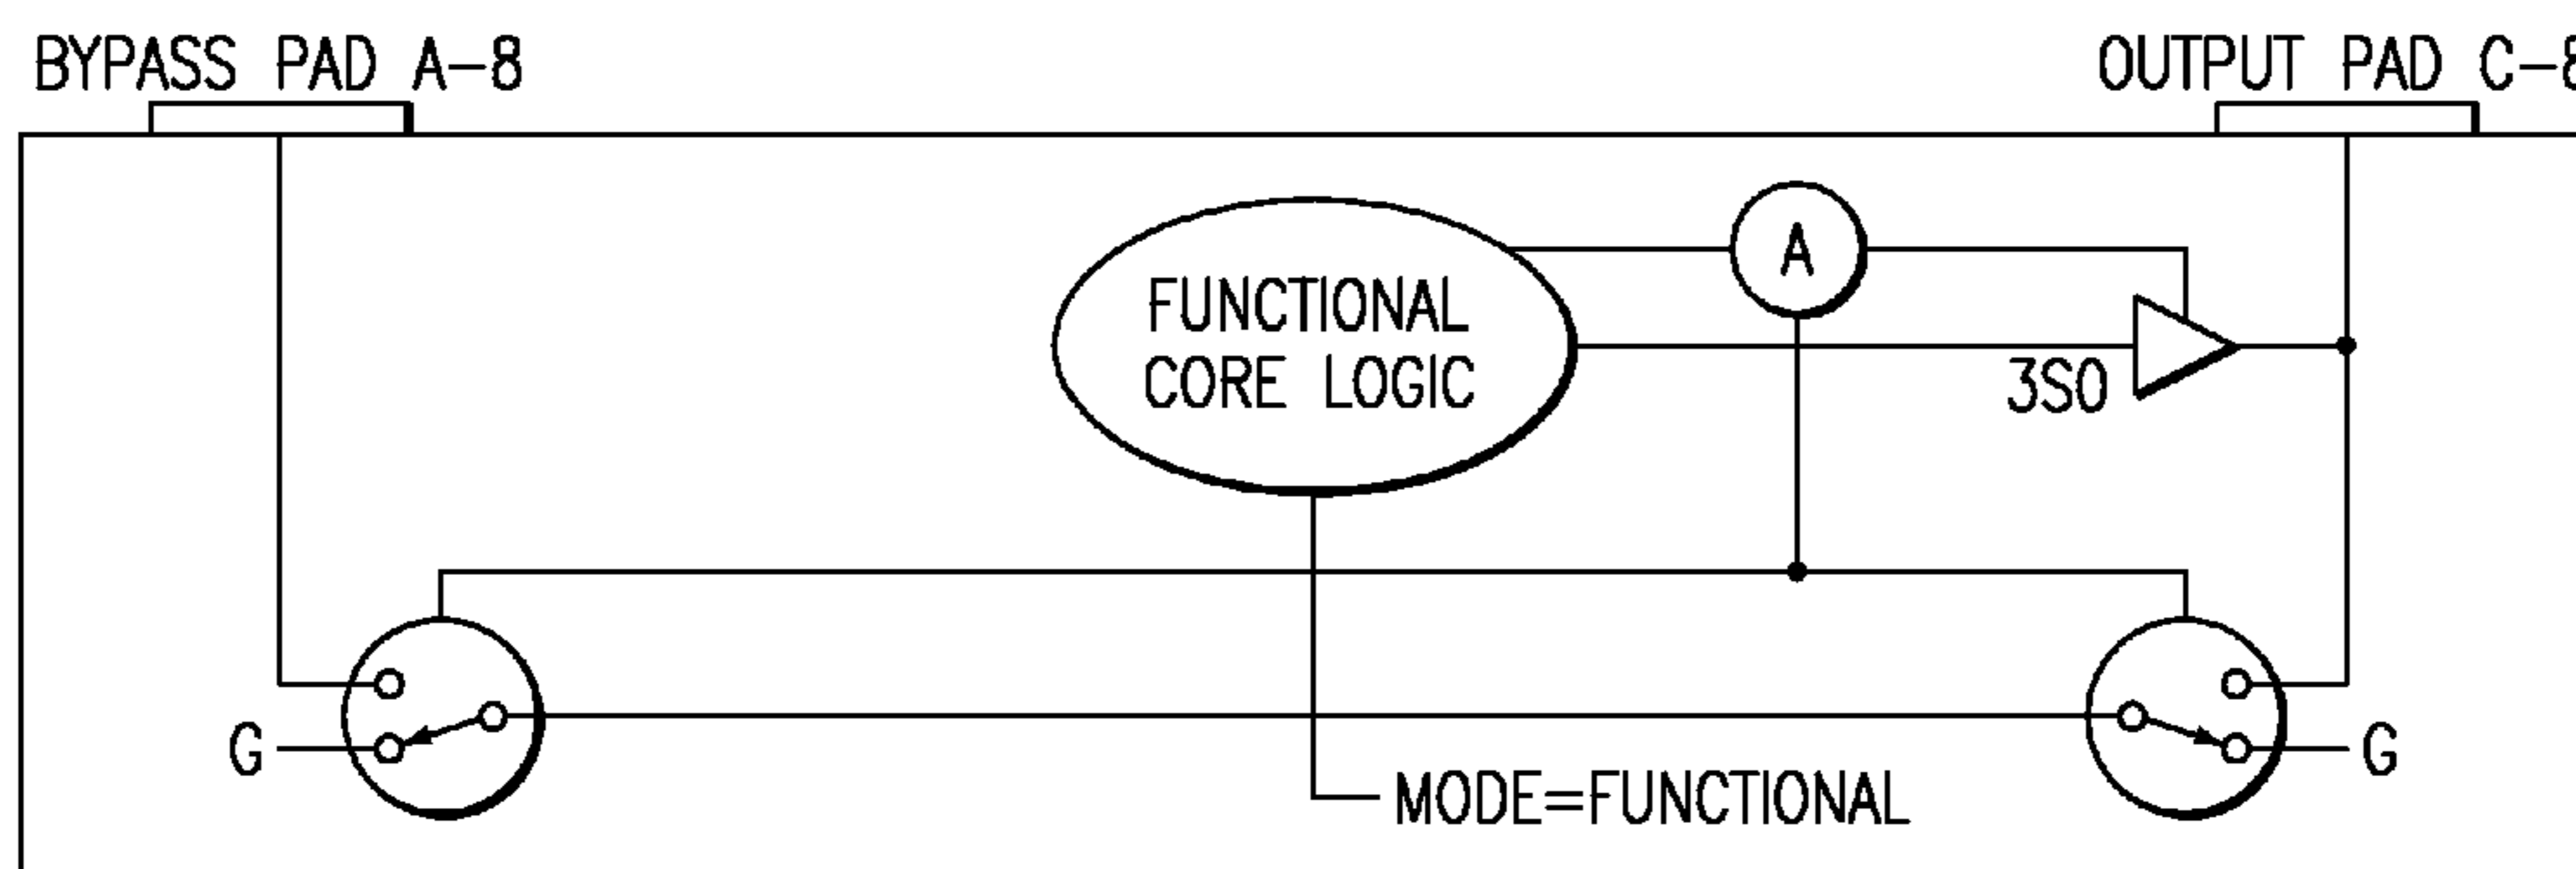 BYPASS PAD A-8
OUTPUT PAD C-8
A
FUNCTIONAL
CORE LOGIC
3SO
G
G
MODE=FUNCTIONAL